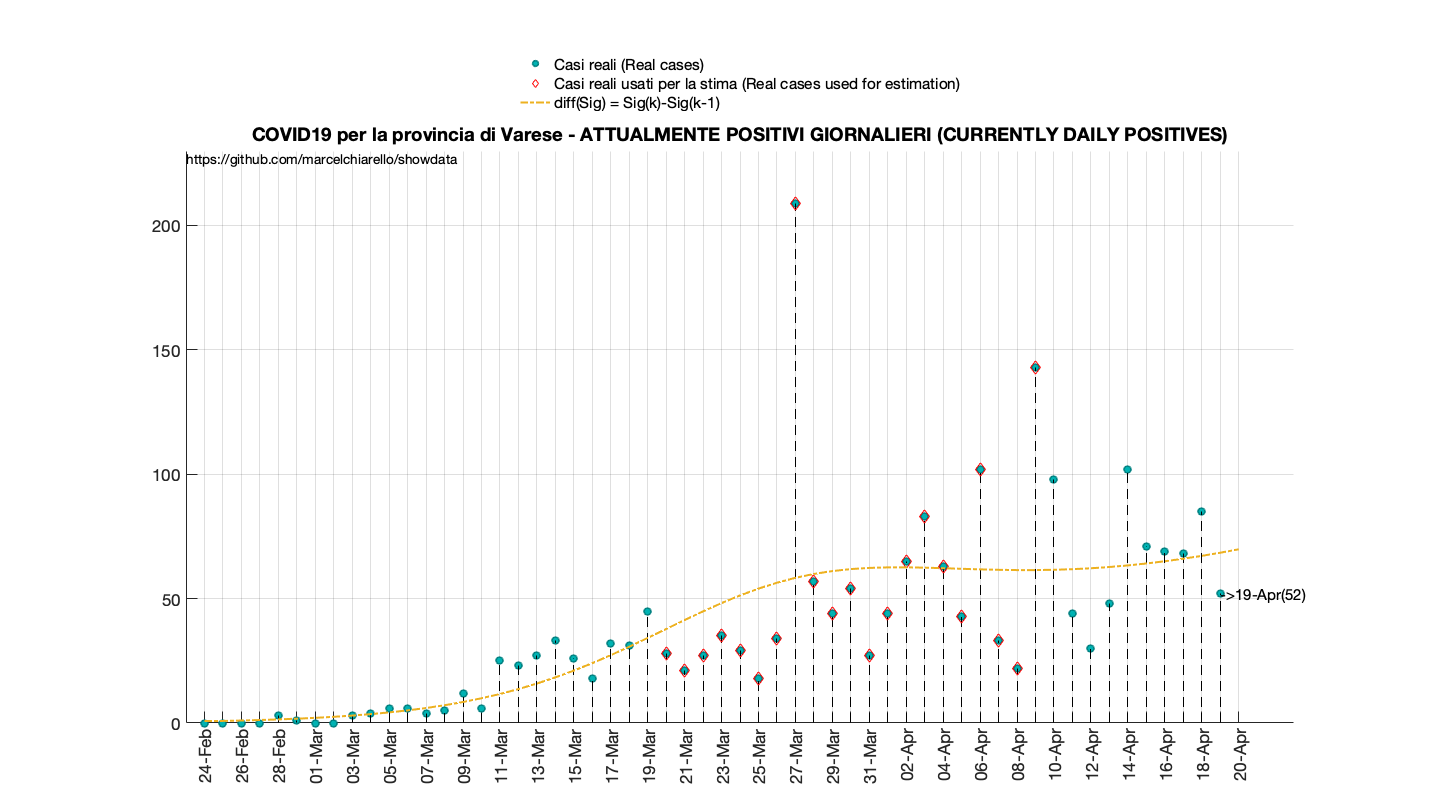 Casi reali (Real cases)
Casi reali usati per la stima (Real cases used for estimation)
diff(Sig) = Sig(k)-Sig(k-1)
COVID19 per la provincia di Varese - ATTUALMENTE POSITIVI GIORNALIERI (CURRENTLY DAILY POSITIVES)
https://github.com/marcelchiarello/showdata
200
150
100
50
0
->19-Apr(52)
24-Feb
26-Feb
28-Feb
01-Mar
03-Mar
05-Mar
07-Mar
09-Mar
11-Mar
13-Mar
15-Mar
17-Mar
19-Mar
21-Mar
23-Mar
25-Mar
27-Mar
29-Mar
31-Mar
02-Apr
04-Apr
06-Apr
08-Apr
10-Apr
12-Apr
14-Apr
16-Apr
18-Apr
20-Apr